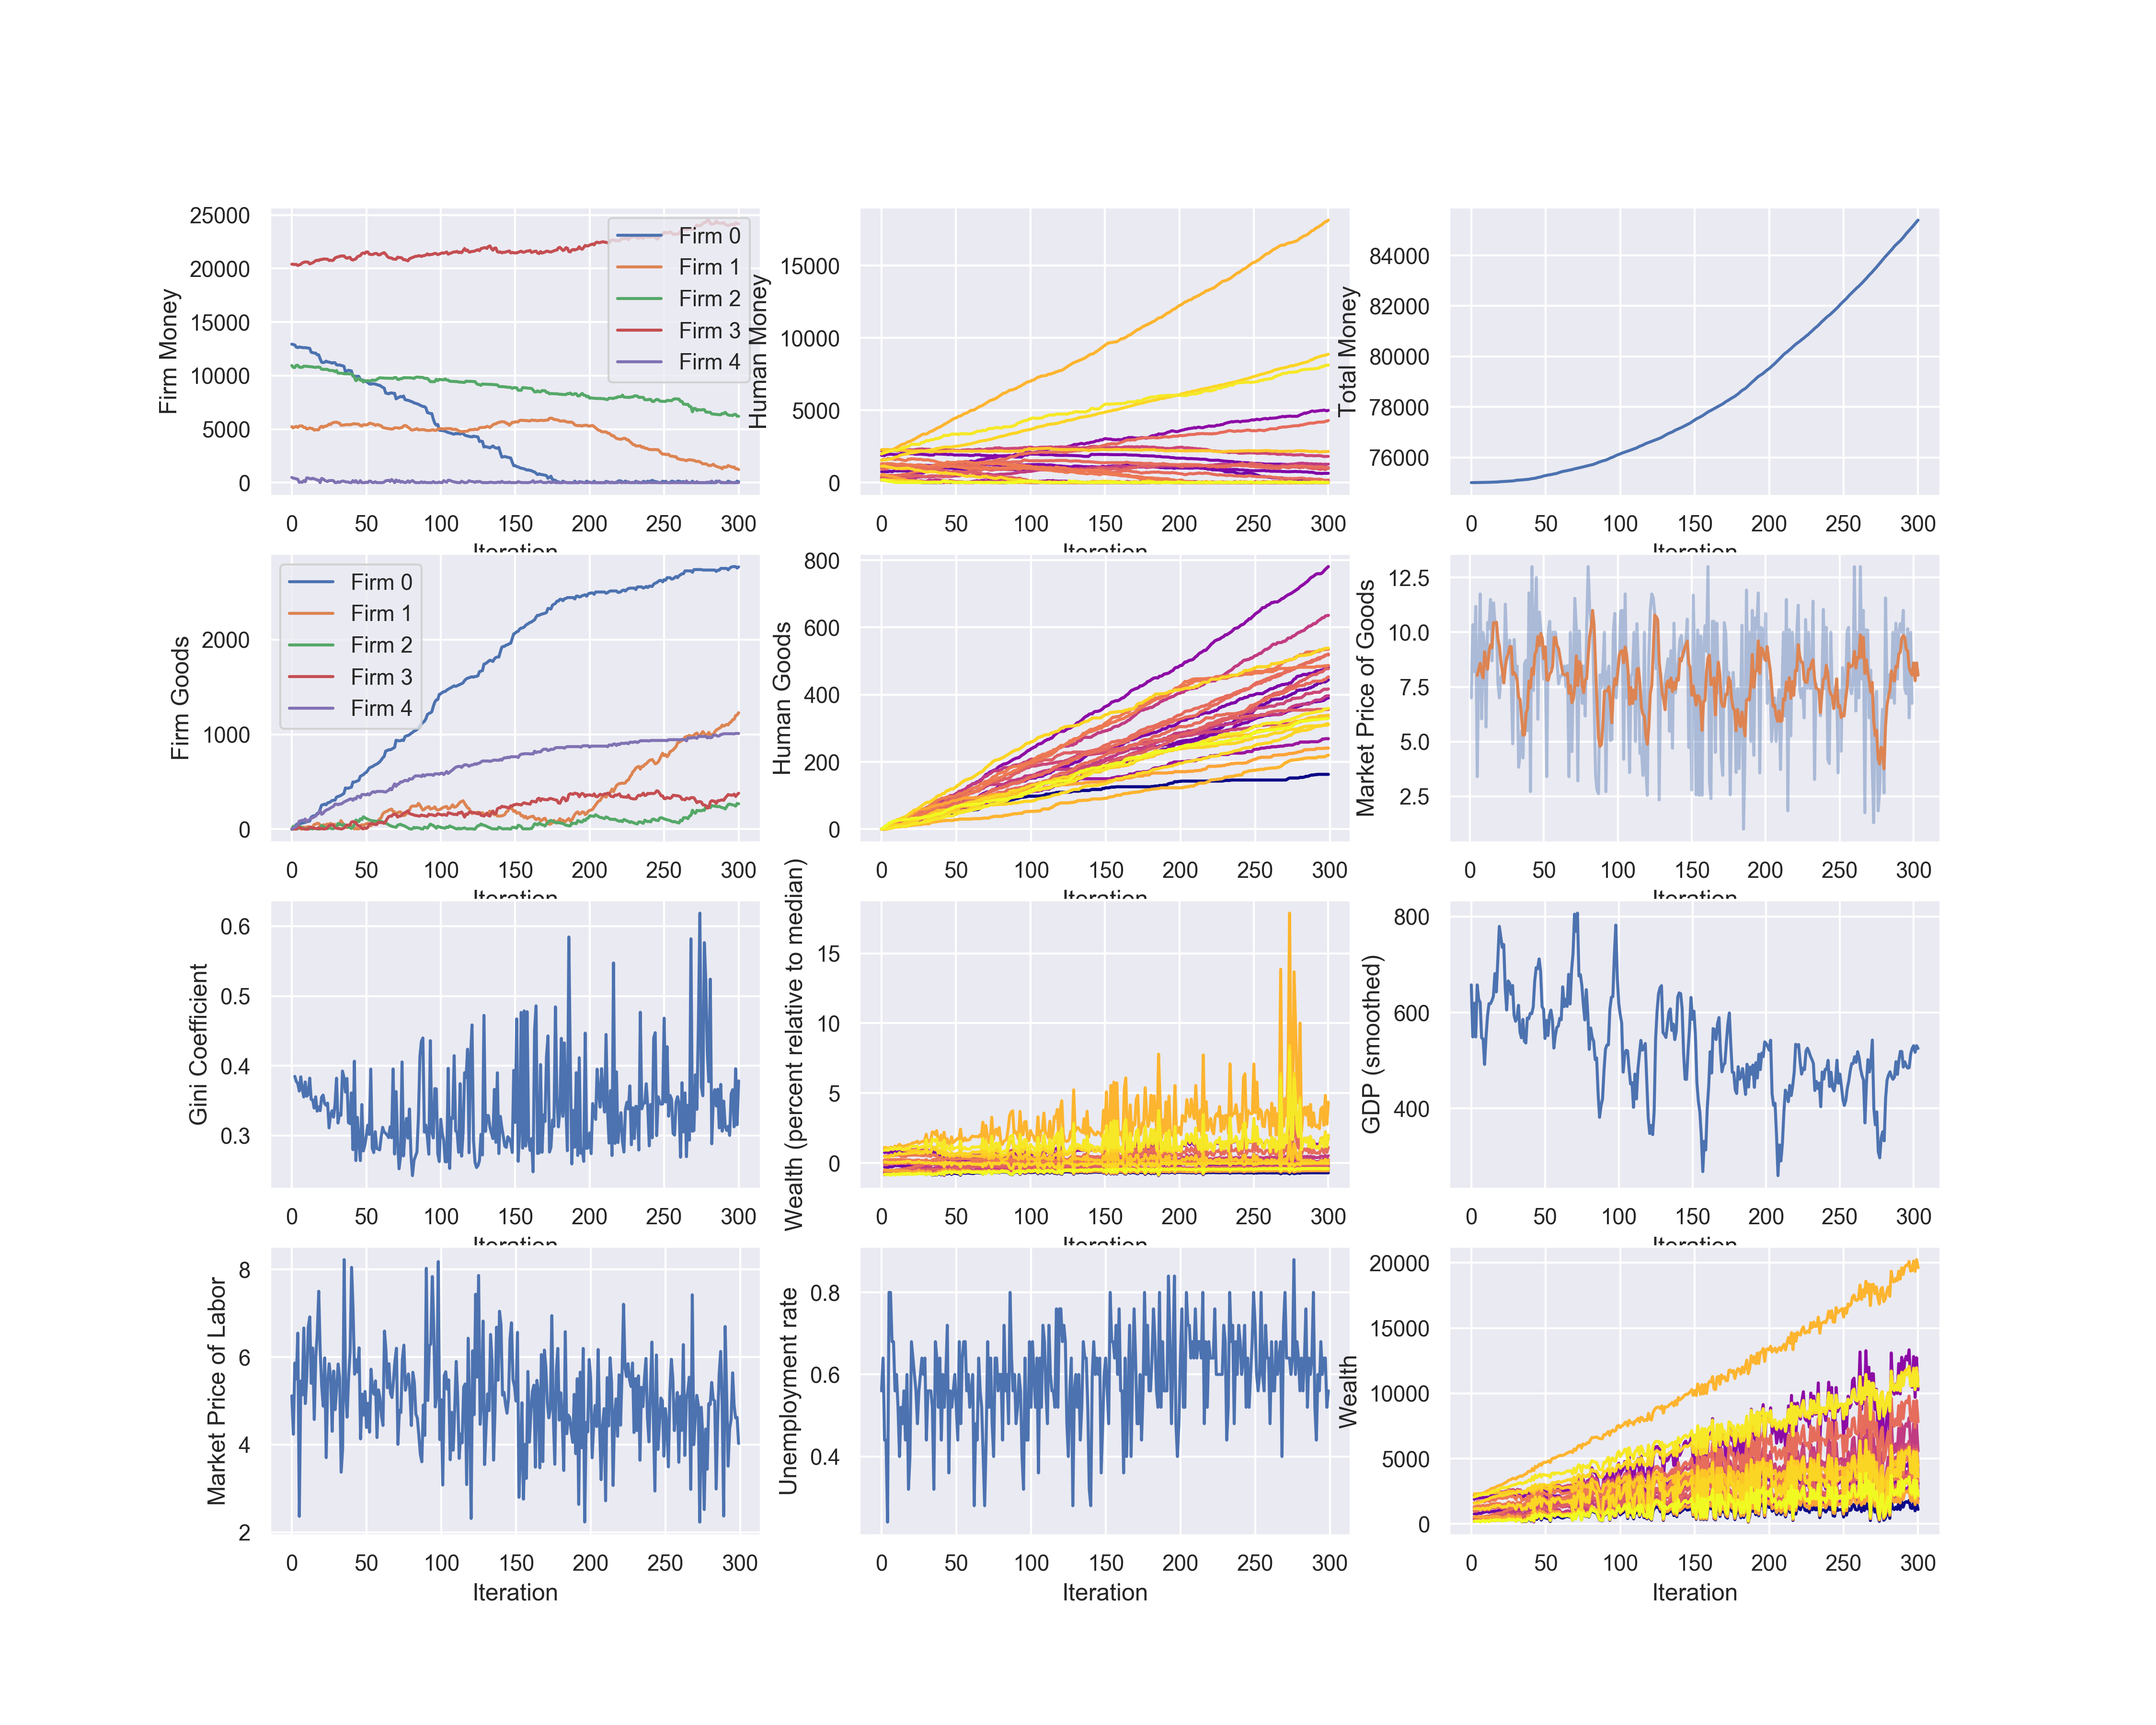 Firm Money
25000
20000
15000
10000
5000
0
Firm 0
Firm 1
Firm 2
Firm 3
Firm 4
0 50 100 150 200 250 300
Iteration
Human Money
15000
10000
5000
0
0 50 100 150 200 250 300
Iteration
Total Money
84000
82000
80000
78000
76000
0 50 100 150 200 250 300
Iteration
Firm Goods
2000
1000
0
Firm 0
Firm 1
Firm 2
Firm 3
Firm 4
0 50 100 150 200 250 300
Iteration
Human Goods
800
600
400
200
0
0 50 100 150 200 250 300
Iteration
Market Price of Goods
12.5
10.0
7.5
5.0
2.5
0 50 100 150 200 250 300
Iteration
Gini Coefficient
0.6
0.5
0.4
0.3
0 50 100 150 200 250 300
Iteration
Wealth (percent relative to median)
15
10
5
0
0 50 100 150 200 250 300
Iteration
GDP (smoothed)
800
600
400
0 50 100 150 200 250 300
Iteration
Market Price of Labor
8
6
4
2
0 50 100 150 200 250 300
Iteration
Unemployment rate
0.8
0.6
0.4
0 50 100 150 200 250 300
Iteration
Wealth
20000
15000
10000
5000
0
0 50 100 150 200 250 300
Iteration